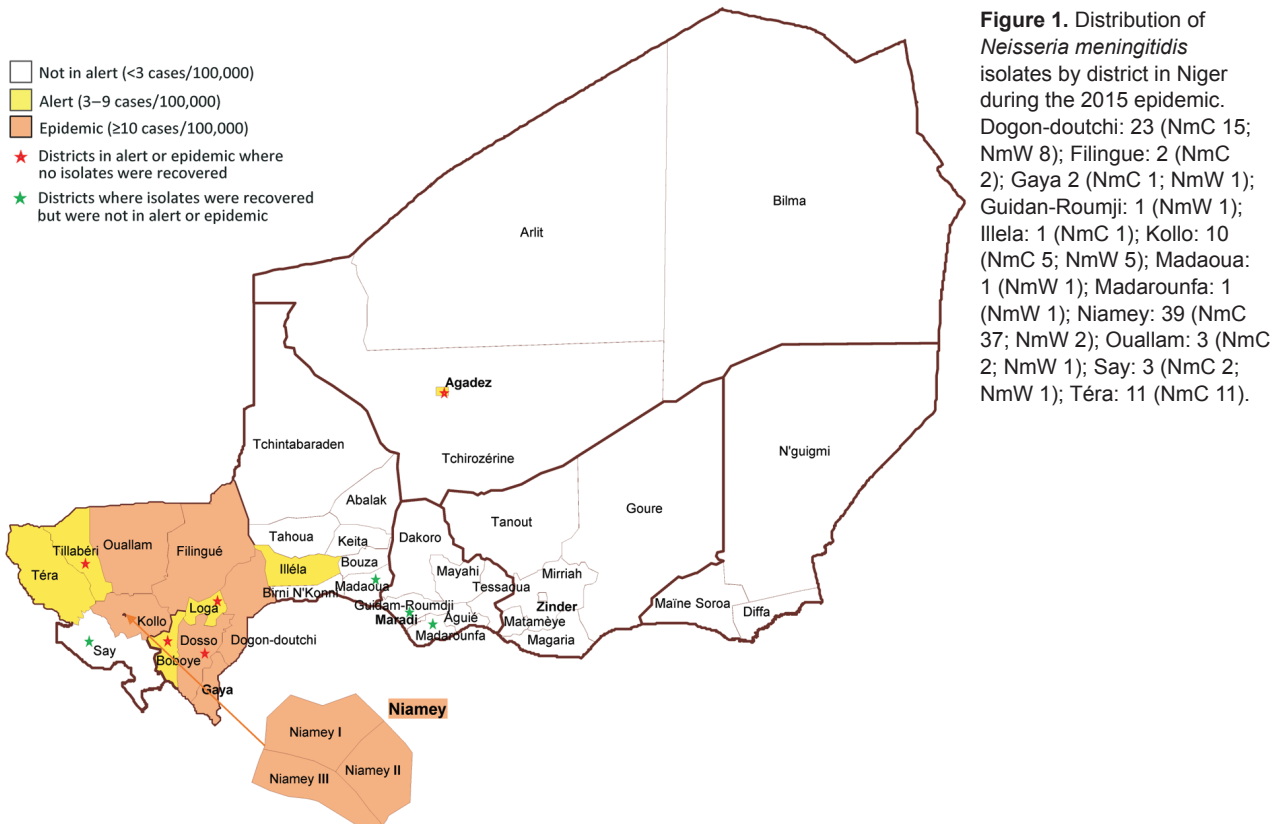 Not in alert (<3 cases/100,000)
Alert (3–9 cases/100,000)
Epidemic (≥10 cases/100,000)
Districts in alert or epidemic where
no isolates were recovered
Districts where isolates were recovered
but were not in alert or epidemic
Bilma
Arlit
Agadez
Tchirozérine
N'guigmi
Tchintabaraden
Abalak
Goure
Tanout
Tahoua
Keita
Dakoro
Ouallam
Filingué
Tillabéri
Téra
Illéla
Bouza
Mayahi
Tessaoua
Mirriah
Birni N'Konni
Madaoua
Guidam-Roumdji
Zinder
Maradi
Aguié
Matamèye
Madarounfa
Magaria
Maïne Soroa
Diffa
Loga
Kollo
Dosso
Dogon-doutchi
Say
Boboye
Gaya
Niamey
Niamey I
Niamey II
Niamey III
Figure 1. Distribution of
Neisseria meningitidis
isolates by district in Niger
during the 2015 epidemic.
Dogon-doutchi: 23 (NmC 15;
NmW 8); Filingue: 2 (NmC
2); Gaya 2 (NmC 1; NmW 1);
Guidan-Roumji: 1 (NmW 1);
Illela: 1 (NmC 1); Kollo: 10
(NmC 5; NmW 5); Madaoua:
1 (NmW 1); Madarounfa: 1
(NmW 1); Niamey: 39 (NmC
37; NmW 2); Ouallam: 3 (NmC
2; NmW 1); Say: 3 (NmC 2;
NmW 1); Téra: 11 (NmC 11).